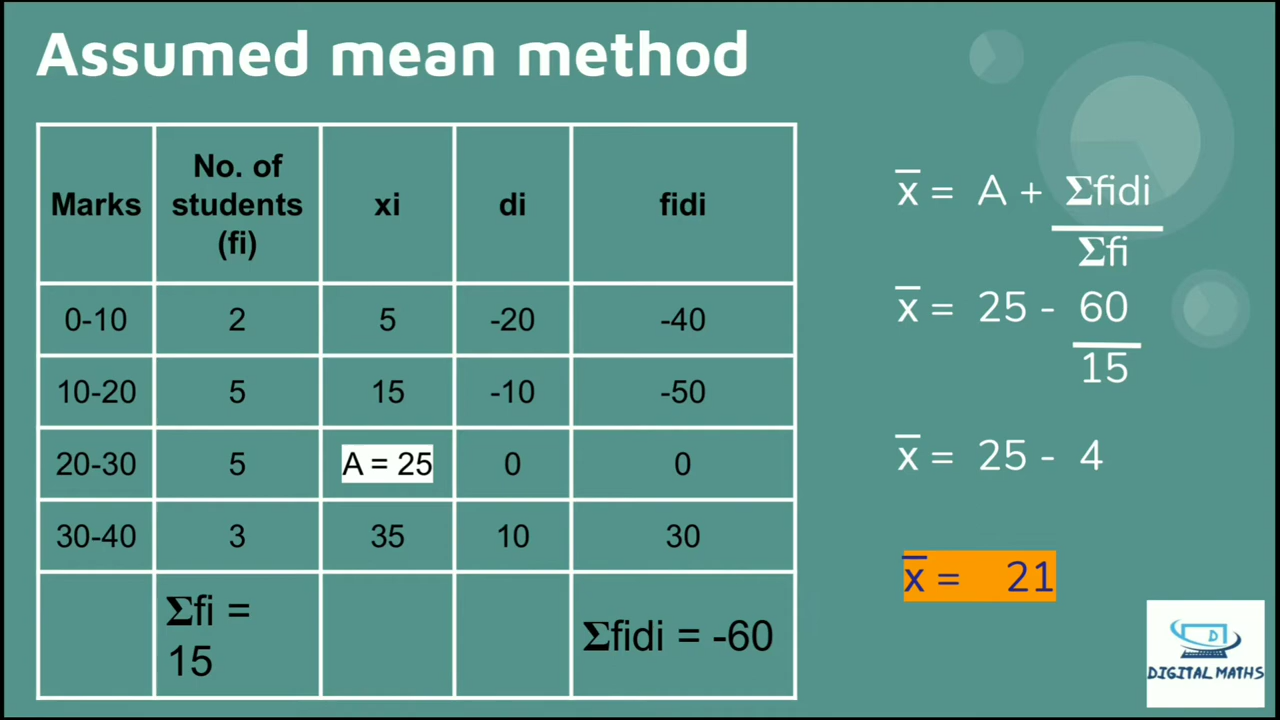 Assumed mean method
Marks No. of students (fi) xi di fidi
0-10 2 5 -20 -40
10-20 5 15 -10 -50
20-30 5 A = 25 0 0
30-40 3 35 10 30
Σfi = 15 Σfidi = -60
x̅ = A + Σfidi
Σfi
x̅ = 25 - 60
15
x̅ = 25 - 4
x̅ = 21
D
DIGITAL MATHS